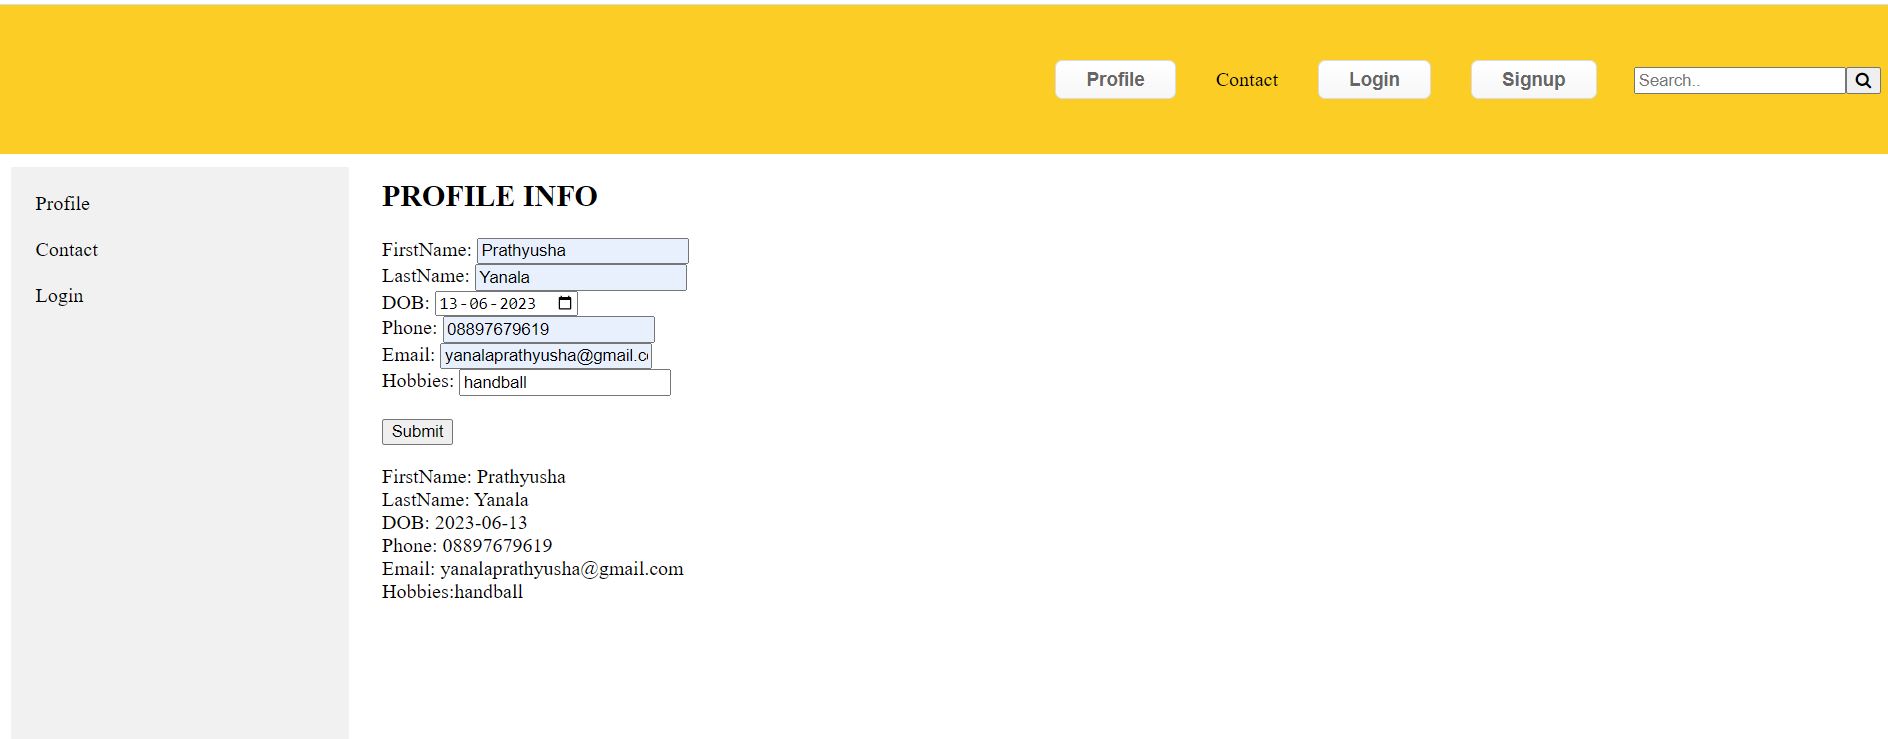 Profile Contact Login Signup Search..
Profile
Contact
Login
PROFILE INFO
FirstName: Prathyusha
LastName: Yanala
DOB: 13-06-2023
Phone: 08897679619
Email: yanalaprathyusha@gmail.c
Hobbies: handball
Submit
FirstName: Prathyusha
LastName: Yanala
DOB: 2023-06-13
Phone: 08897679619
Email: yanalaprathyusha@gmail.com
Hobbies:handball